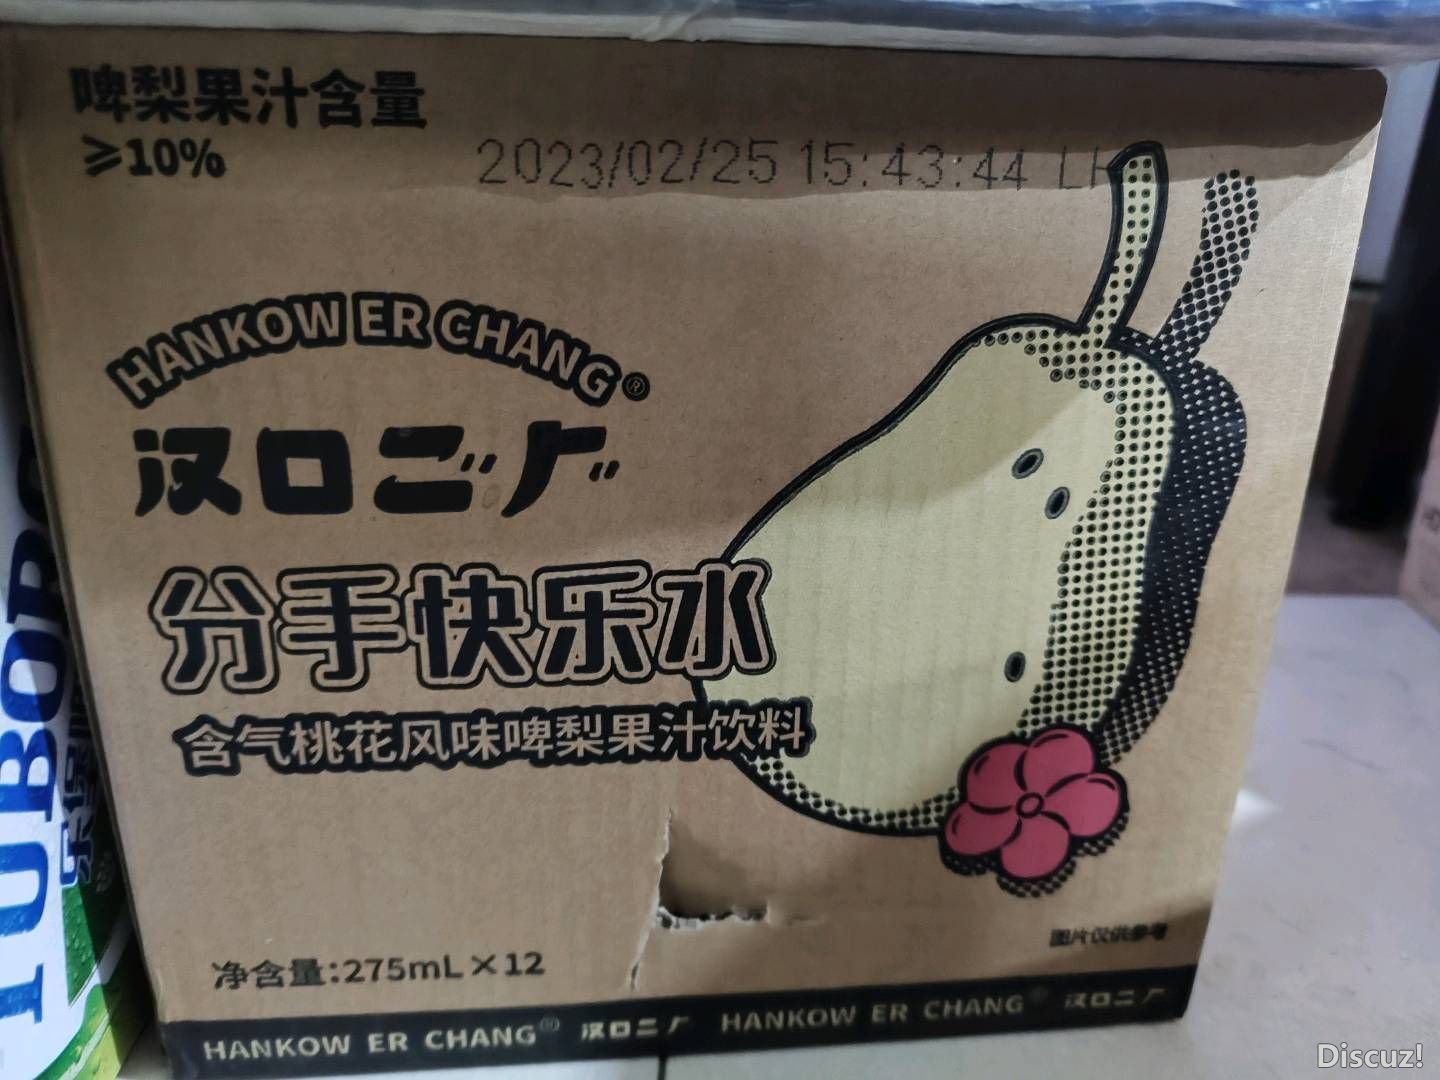 啤梨果汁含量
≥10%
2023/02/25 15:43:44 LH
HANKOW ER CHANG®
汉口二厂
分手快乐水
含气桃花风味啤梨果汁饮料
图片仅供参考
净含量:275mL×12
HANKOW ER CHANG® 汉口二厂 HANKOW ER CHANG® 汉口二厂
TUBORG
Discuz!